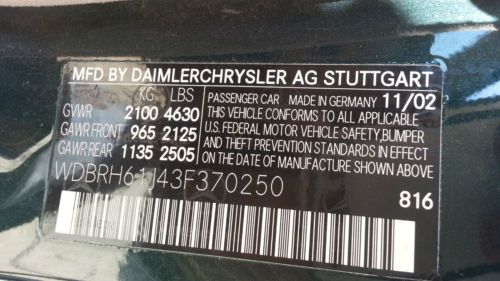 MFD BY DAIMLERCHRYSLER AG STUTTGART
KG LBS
GVWR 2100 4630
GAWR FRONT 965 2125
GAWR REAR 1135 2505
PASSENGER CAR MADE IN GERMANY 11/02
THIS VEHICLE CONFORMS TO ALL APPLICABLE
U.S. FEDERAL MOTOR VEHICLE SAFETY, BUMPER
AND THEFT PREVENTION STANDARDS IN EFFECT
ON THE DATE OF MANUFACTURE SHOWN ABOVE.
WDBRH61J43F370250
816